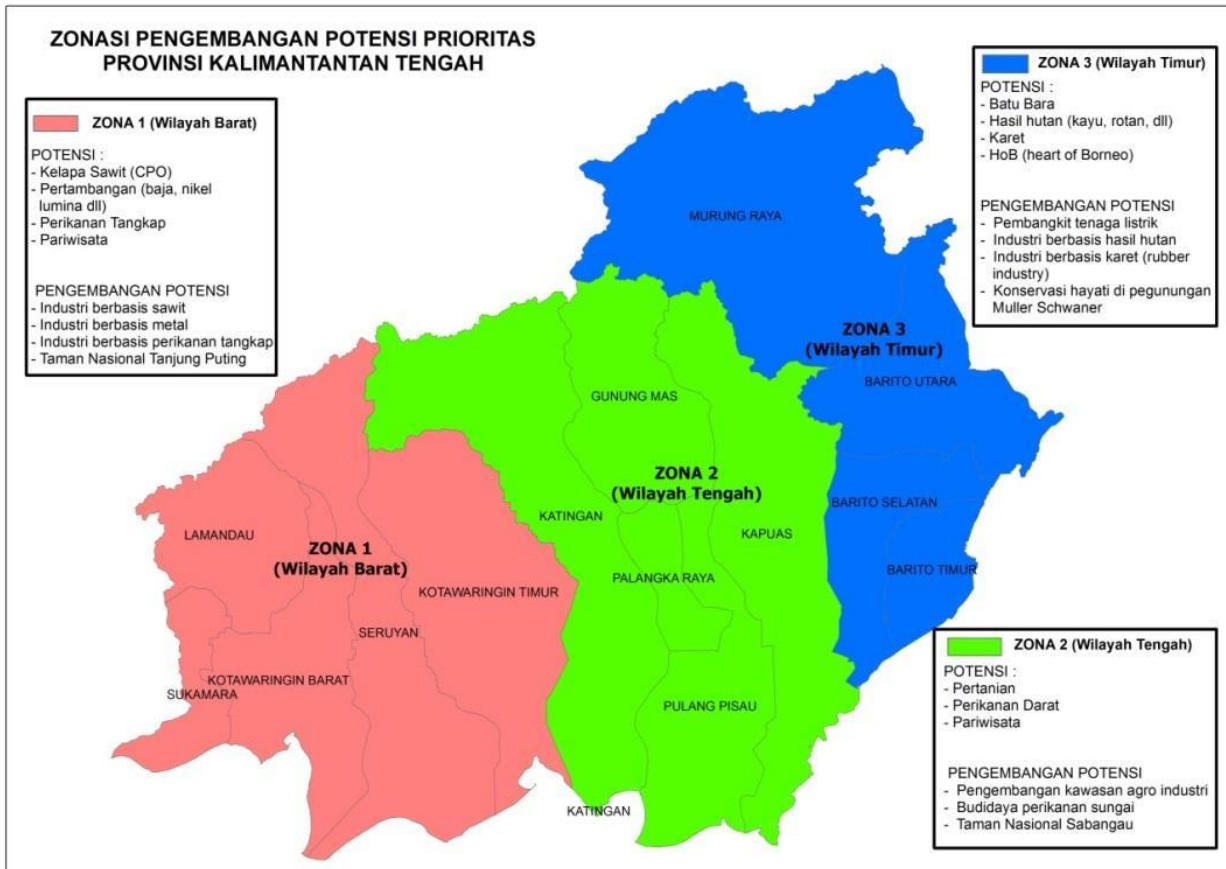 ZONASI PENGEMBANGAN POTENSI PRIORITAS
PROVINSI KALIMANTANTAN TENGAH
ZONA 1 (Wilayah Barat)
POTENSI :
- Kelapa Sawit (CPO)
- Pertambangan (baja, nikel
lumina dll)
- Perikanan Tangkap
- Pariwisata
PENGEMBANGAN POTENSI
- Industri berbasis sawit
- Industri berbasis metal
- Industri berbasis perikanan tangkap
- Taman Nasional Tanjung Puting
ZONA 3 (Wilayah Timur)
POTENSI :
- Batu Bara
- Hasil hutan (kayu, rotan, dll)
- Karet
- HoB (heart of Borneo)
PENGEMBANGAN POTENSI
- Pembangkit tenaga listrik
- Industri berbasis hasil hutan
- Industri berbasis karet (rubber
industry)
- Konservasi hayati di pegunungan
Muller Schwaner
MURUNG RAYA
ZONA 3
(Wilayah Timur)
BARITO UTARA
GUNUNG MAS
ZONA 2
(Wilayah Tengah)
BARITO SELATAN
KATINGAN
KAPUAS
LAMANDAU
ZONA 1
(Wilayah Barat)
BARITO TIMUR
PALANGKA RAYA
KOTAWARINGIN TIMUR
SERUYAN
KOTAWARINGIN BARAT
SUKAMARA
PULANG PISAU
KATINGAN
ZONA 2 (Wilayah Tengah)
POTENSI :
- Pertanian
- Perikanan Darat
- Pariwisata
PENGEMBANGAN POTENSI
- Pengembangan kawasan agro industri
- Budidaya perikanan sungai
- Taman Nasional Sabangau